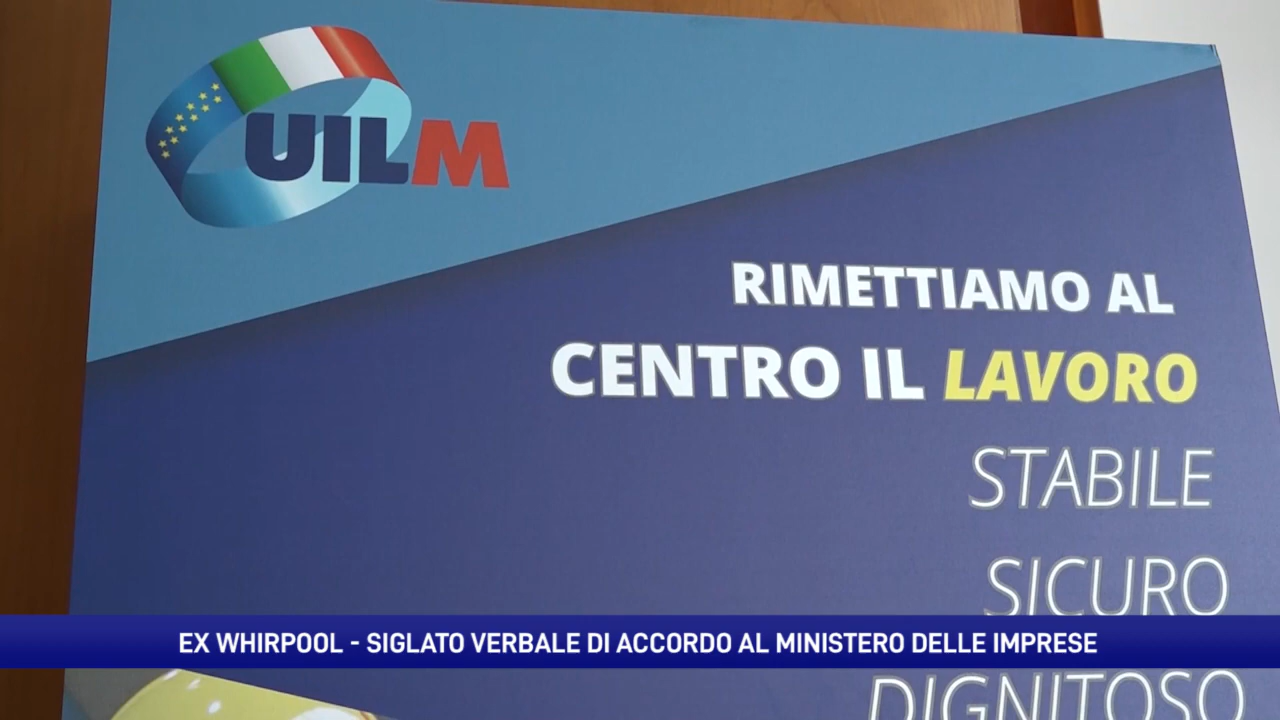 UILM
RIMETTIAMO AL
CENTRO IL LAVORO
STABILE
SICURO
EX WHIRPOOL - SIGLATO VERBALE DI ACCORDO AL MINISTERO DELLE IMPRESE
DIGNITOSO